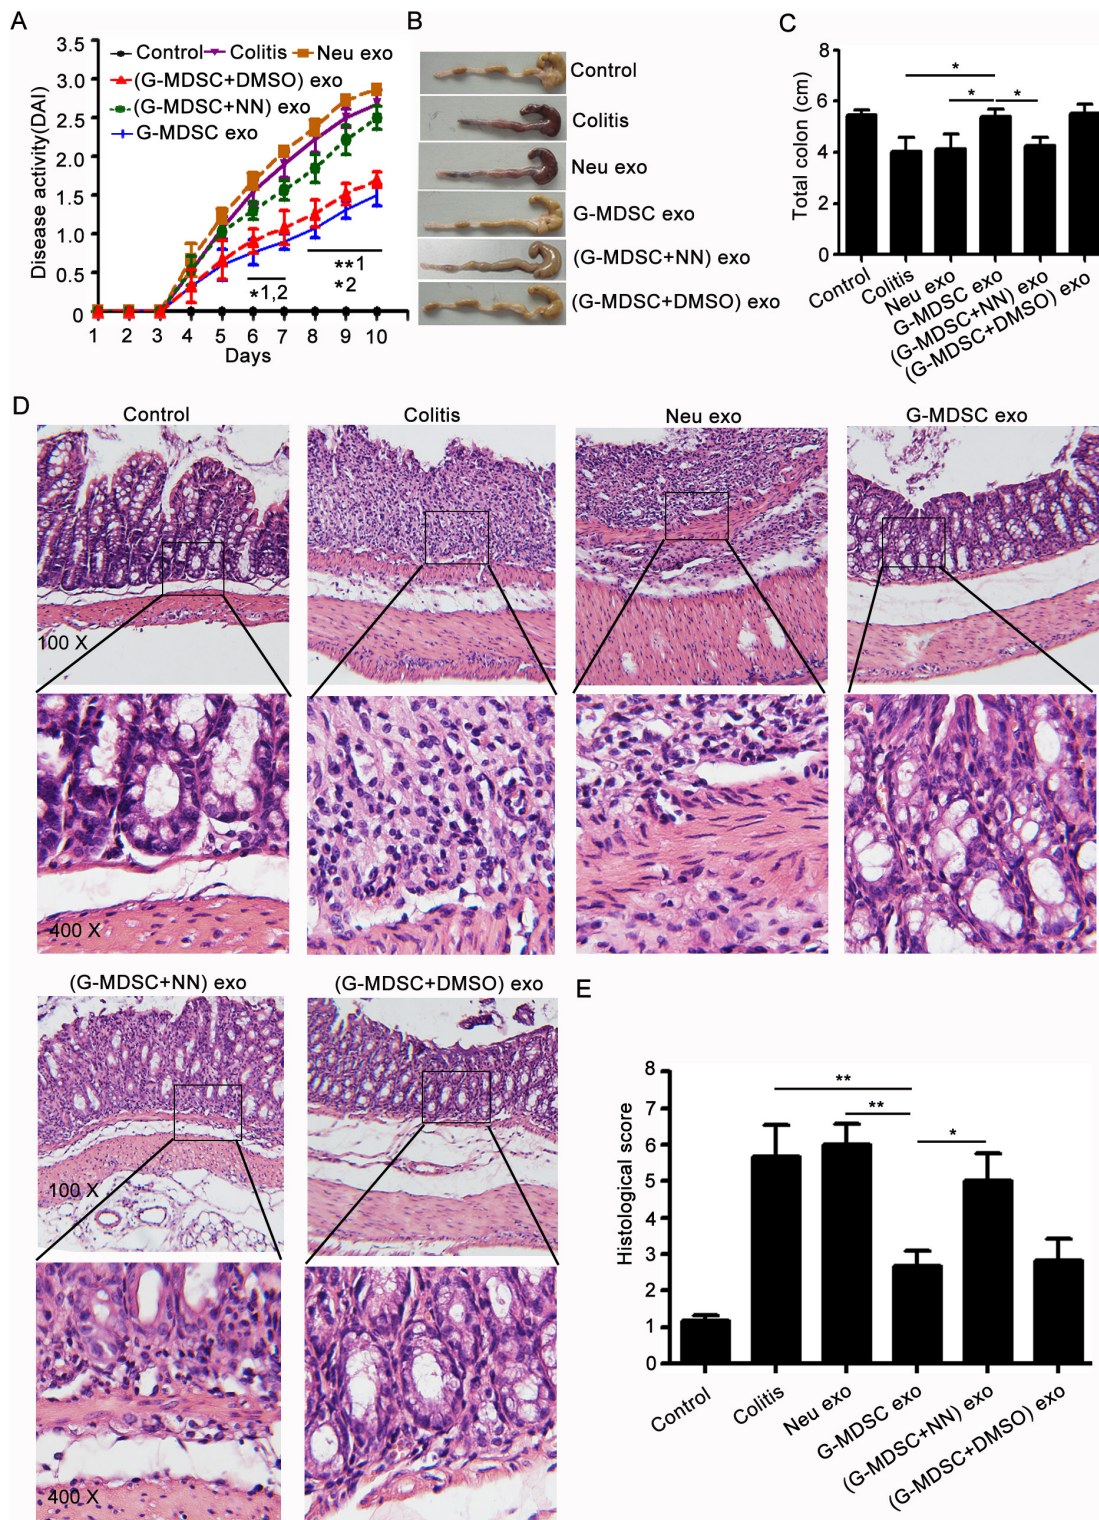 A
3.5
3.0
2.5
2.0
1.5
1.0
0.5
0
Disease activity(DAI)
Control Colitis Neu exo
(G-MDSC+DMSO) exo
(G-MDSC+NN) exo
G-MDSC exo
*1,2
**1
*2
1 2 3 4 5 6 7 8 9 10
Days
B
Control
Colitis
Neu exo
G-MDSC exo
(G-MDSC+NN) exo
(G-MDSC+DMSO) exo
C
8
6
4
2
0
Total colon (cm)
*
* *
Control
Colitis
Neu exo
G-MDSC exo
(G-MDSC+NN) exo
(G-MDSC+DMSO) exo
D
Control Colitis Neu exo G-MDSC exo
100 X
400 X
(G-MDSC+NN) exo (G-MDSC+DMSO) exo
100 X
400 X
E
8
7
6
5
4
3
2
1
0
Histological score
**
**
*
Control
Colitis
Neu exo
G-MDSC exo
(G-MDSC+NN) exo
(G-MDSC+DMSO) exo